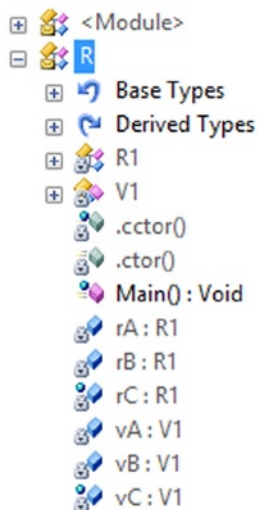 <Module>
R
Base Types
Derived Types
R1
V1
.cctor()
.ctor()
Main() : Void
rA : R1
rB : R1
rC : R1
vA : V1
vB : V1
vC : V1